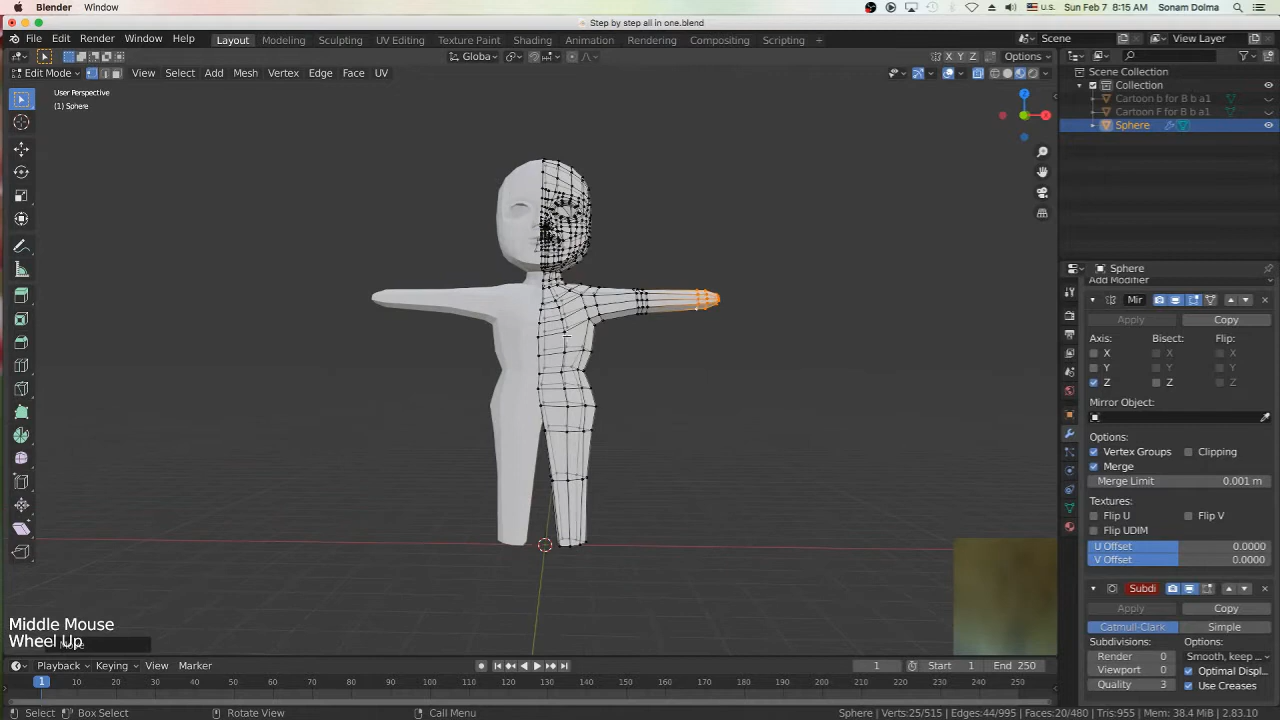 Blender Window
U.S. Sun Feb 7 8:15 AM Sonam Dolma
Step by step all in one.blend
File Edit Render Window Help Layout Modeling Sculpting UV Editing Texture Paint Shading Animation Rendering Compositing Scripting + Scene View Layer
Globa X Y Z Options
Edit Mode View Select Add Mesh Vertex Edge Face UV
Scene Collection
Collection
Cartoon b for B b a1
Cartoon F for B b a1
Sphere
User Perspective
(1) Sphere
Z
X
Sphere
Add Modifier
Mir
Apply Copy
Axis: Bisect: Flip:
X X X
Y Y Y
Z Z Z
Mirror Object:
Options:
Vertex Groups Clipping
Merge
Merge Limit 0.001 m
Textures:
Flip U Flip V
Flip UDIM
U Offset 0.0000
V Offset 0.0000
Subdi
Apply Copy
Catmull-Clark Simple
Subdivisions: Options:
Render 0 Smooth, keep ...
Viewport 0 Optimal Displ...
Quality 3 Use Creases
Middle Mouse
Wheel Up
Playback Keying View Marker 1 Start 1 End 250
1 10 20 30 40 50 60 70 80 90 100 110 120 130 140 150 160 170 180 190 200 210 220 230 240 250
Select Box Select Rotate View Call Menu Sphere | Verts:25/515 | Edges:44/995 | Faces:20/480 | Tris:955 | Mem: 38.4 MiB | 2.83.10